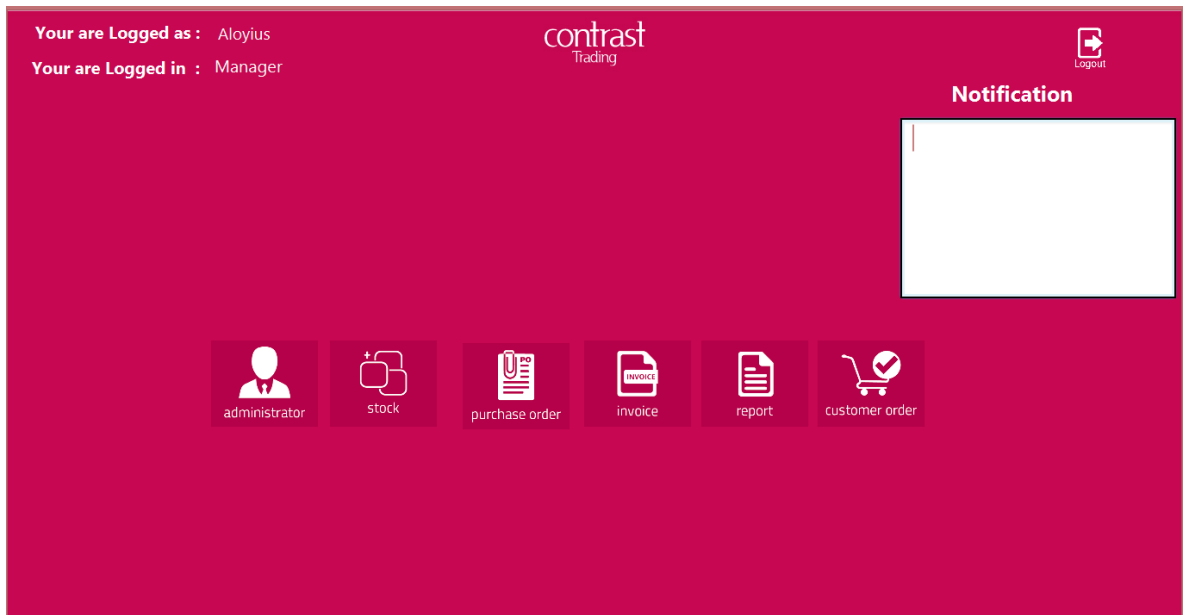 Your are Logged as : Aloyius
Your are Logged in : Manager
contrast
Trading
Logout
Notification
administrator
stock
PO
purchase order
INVOICE
invoice
report
customer order